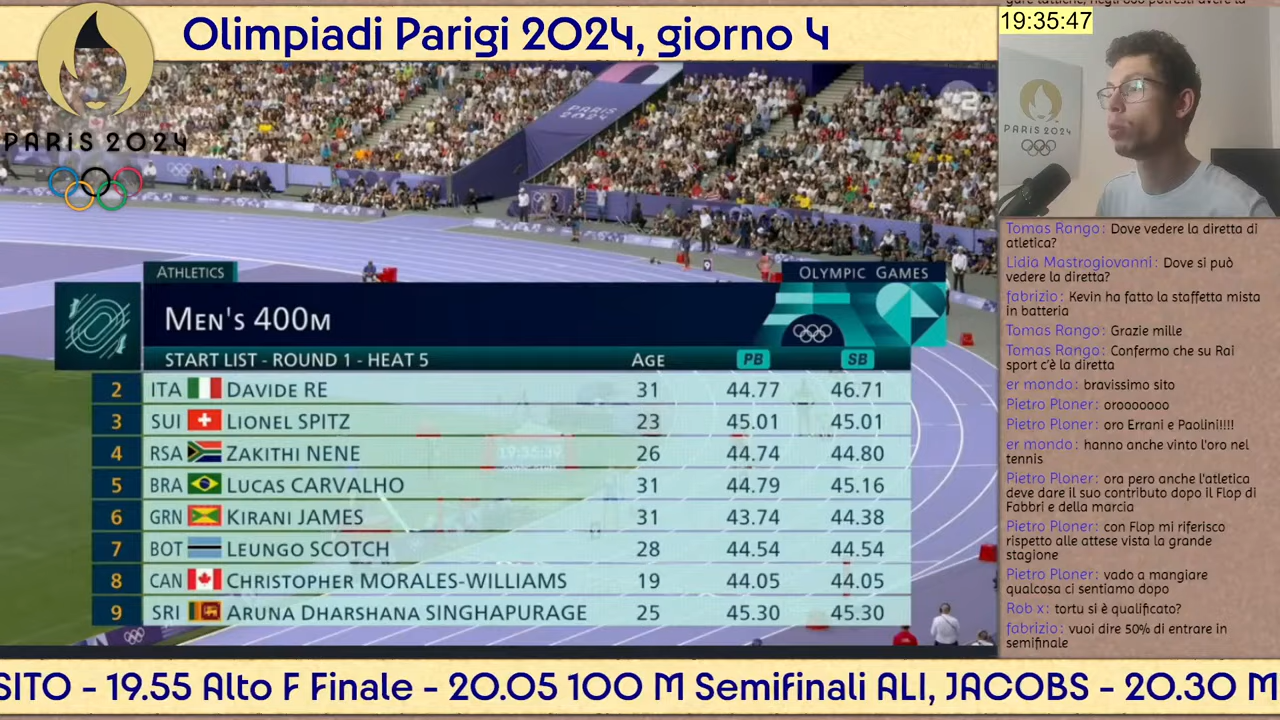 gare tattiche, negli 800 potresti avere la
Olimpiadi Parigi 2024, giorno 4
19:35:47
PARIS 2024
PARIS 2024
PARIS 2024
2
ATHLETICS
OLYMPIC GAMES
MEN'S 400M
START LIST - ROUND 1 - HEAT 5 AGE PB SB
2 ITA DAVIDE RE 31 44.77 46.71
3 SUI LIONEL SPITZ 23 45.01 45.01
4 RSA ZAKITHI NENE 26 44.74 44.80
5 BRA LUCAS CARVALHO 31 44.79 45.16
6 GRN KIRANI JAMES 31 43.74 44.38
7 BOT LEUNGO SCOTCH 28 44.54 44.54
8 CAN CHRISTOPHER MORALES-WILLIAMS 19 44.05 44.05
9 SRI ARUNA DHARSHANA SINGHAPURAGE 25 45.30 45.30
Tomas Rango: Dove vedere la diretta di
atletica?
Lidia Mastrogiovanni: Dove si può
vedere la diretta?
fabrizio: Kevin ha fatto la staffetta mista
in batteria
Tomas Rango: Grazie mille
Tomas Rango: Confermo che su Rai
sport c'è la diretta
er mondo: bravissimo sito
Pietro Ploner: orooooooo
Pietro Ploner: oro Errani e Paolini!!!!
er mondo: hanno anche vinto l'oro nel
tennis
Pietro Ploner: ora pero anche l'atletica
deve dare il suo contributo dopo il Flop di
Fabbri e della marcia
Pietro Ploner: con Flop mi riferisco
rispetto alle attese vista la grande
stagione
Pietro Ploner: vado a mangiare
qualcosa ci sentiamo dopo
Rob x: tortu si è qualificato?
fabrizio: vuoi dire 50% di entrare in
semifinale
SITO - 19.55 Alto F Finale - 20.05 100 M Semifinali ALI, JACOBS - 20.30 M